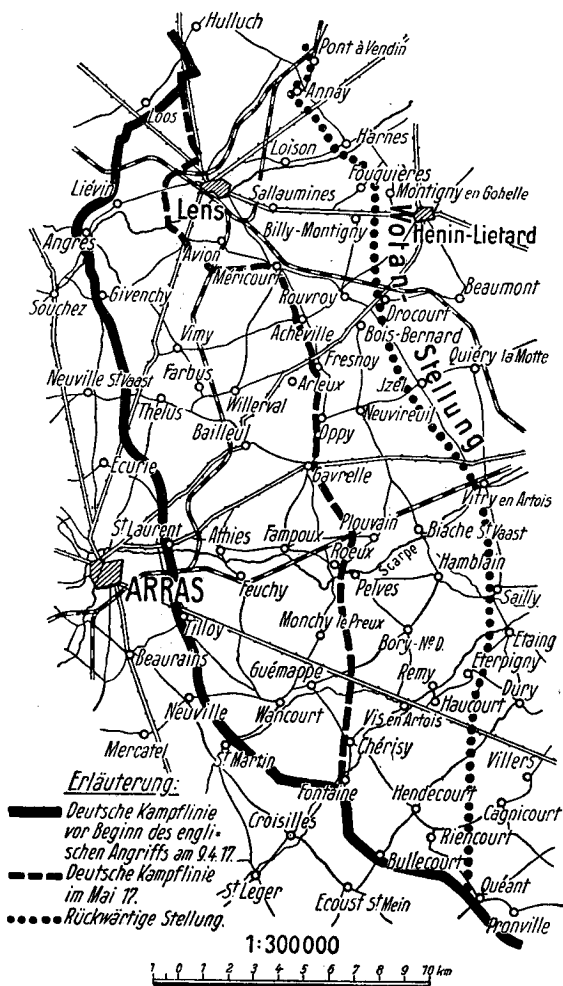 Hulluch
Pont à Vendin
Annay
Loos
Harnes
Loison
Fouquières
Liévin
Lens
Sallaumines
Montigny en Gohelle
Billy-Montigny
Henin-Lietard
Angres
Avion
Méricourt
Wotan-Stellung
Souchez
Givenchy
Rouvroy
Drocourt
Beaumont
Vimy
Acheville
Bois-Bernard
Fresnoy
Quiéry la Motte
Neuville St Vaast
Farbus
Arleux
Izel
Thélus
Willerval
Neuvireuil
Bailleul
Oppy
Ecurie
Gavrelle
Vitry en Artois
St Laurent
Athies
Fampoux
Plouvain
Biache St Vaast
Roeux
Scarpe
Hamblain
ARRAS
Feuchy
Pelves
Sailly
Tilloy
Monchy le Preux
Bory-Ne D.
Etaing
Beaurains
Guémappe
Remy
Eterpigny
Dury
Neuville
Wancourt
Vis en Artois
Haucourt
Mercatel
St Martin
Chérisy
Villers
Fontaine
Hendecourt
Cagnicourt
Croisilles
Riencourt
Bullecourt
St Léger
Ecoust St Mein
Quéant
Pronville
Erläuterung:
Deutsche Kampflinie
vor Beginn des engli-
schen Angriffs am 9.4.17.
Deutsche Kampflinie
im Mai 17.
Rückwärtige Stellung.
1:300000
1 0 1 2 3 4 5 6 7 8 9 10 km